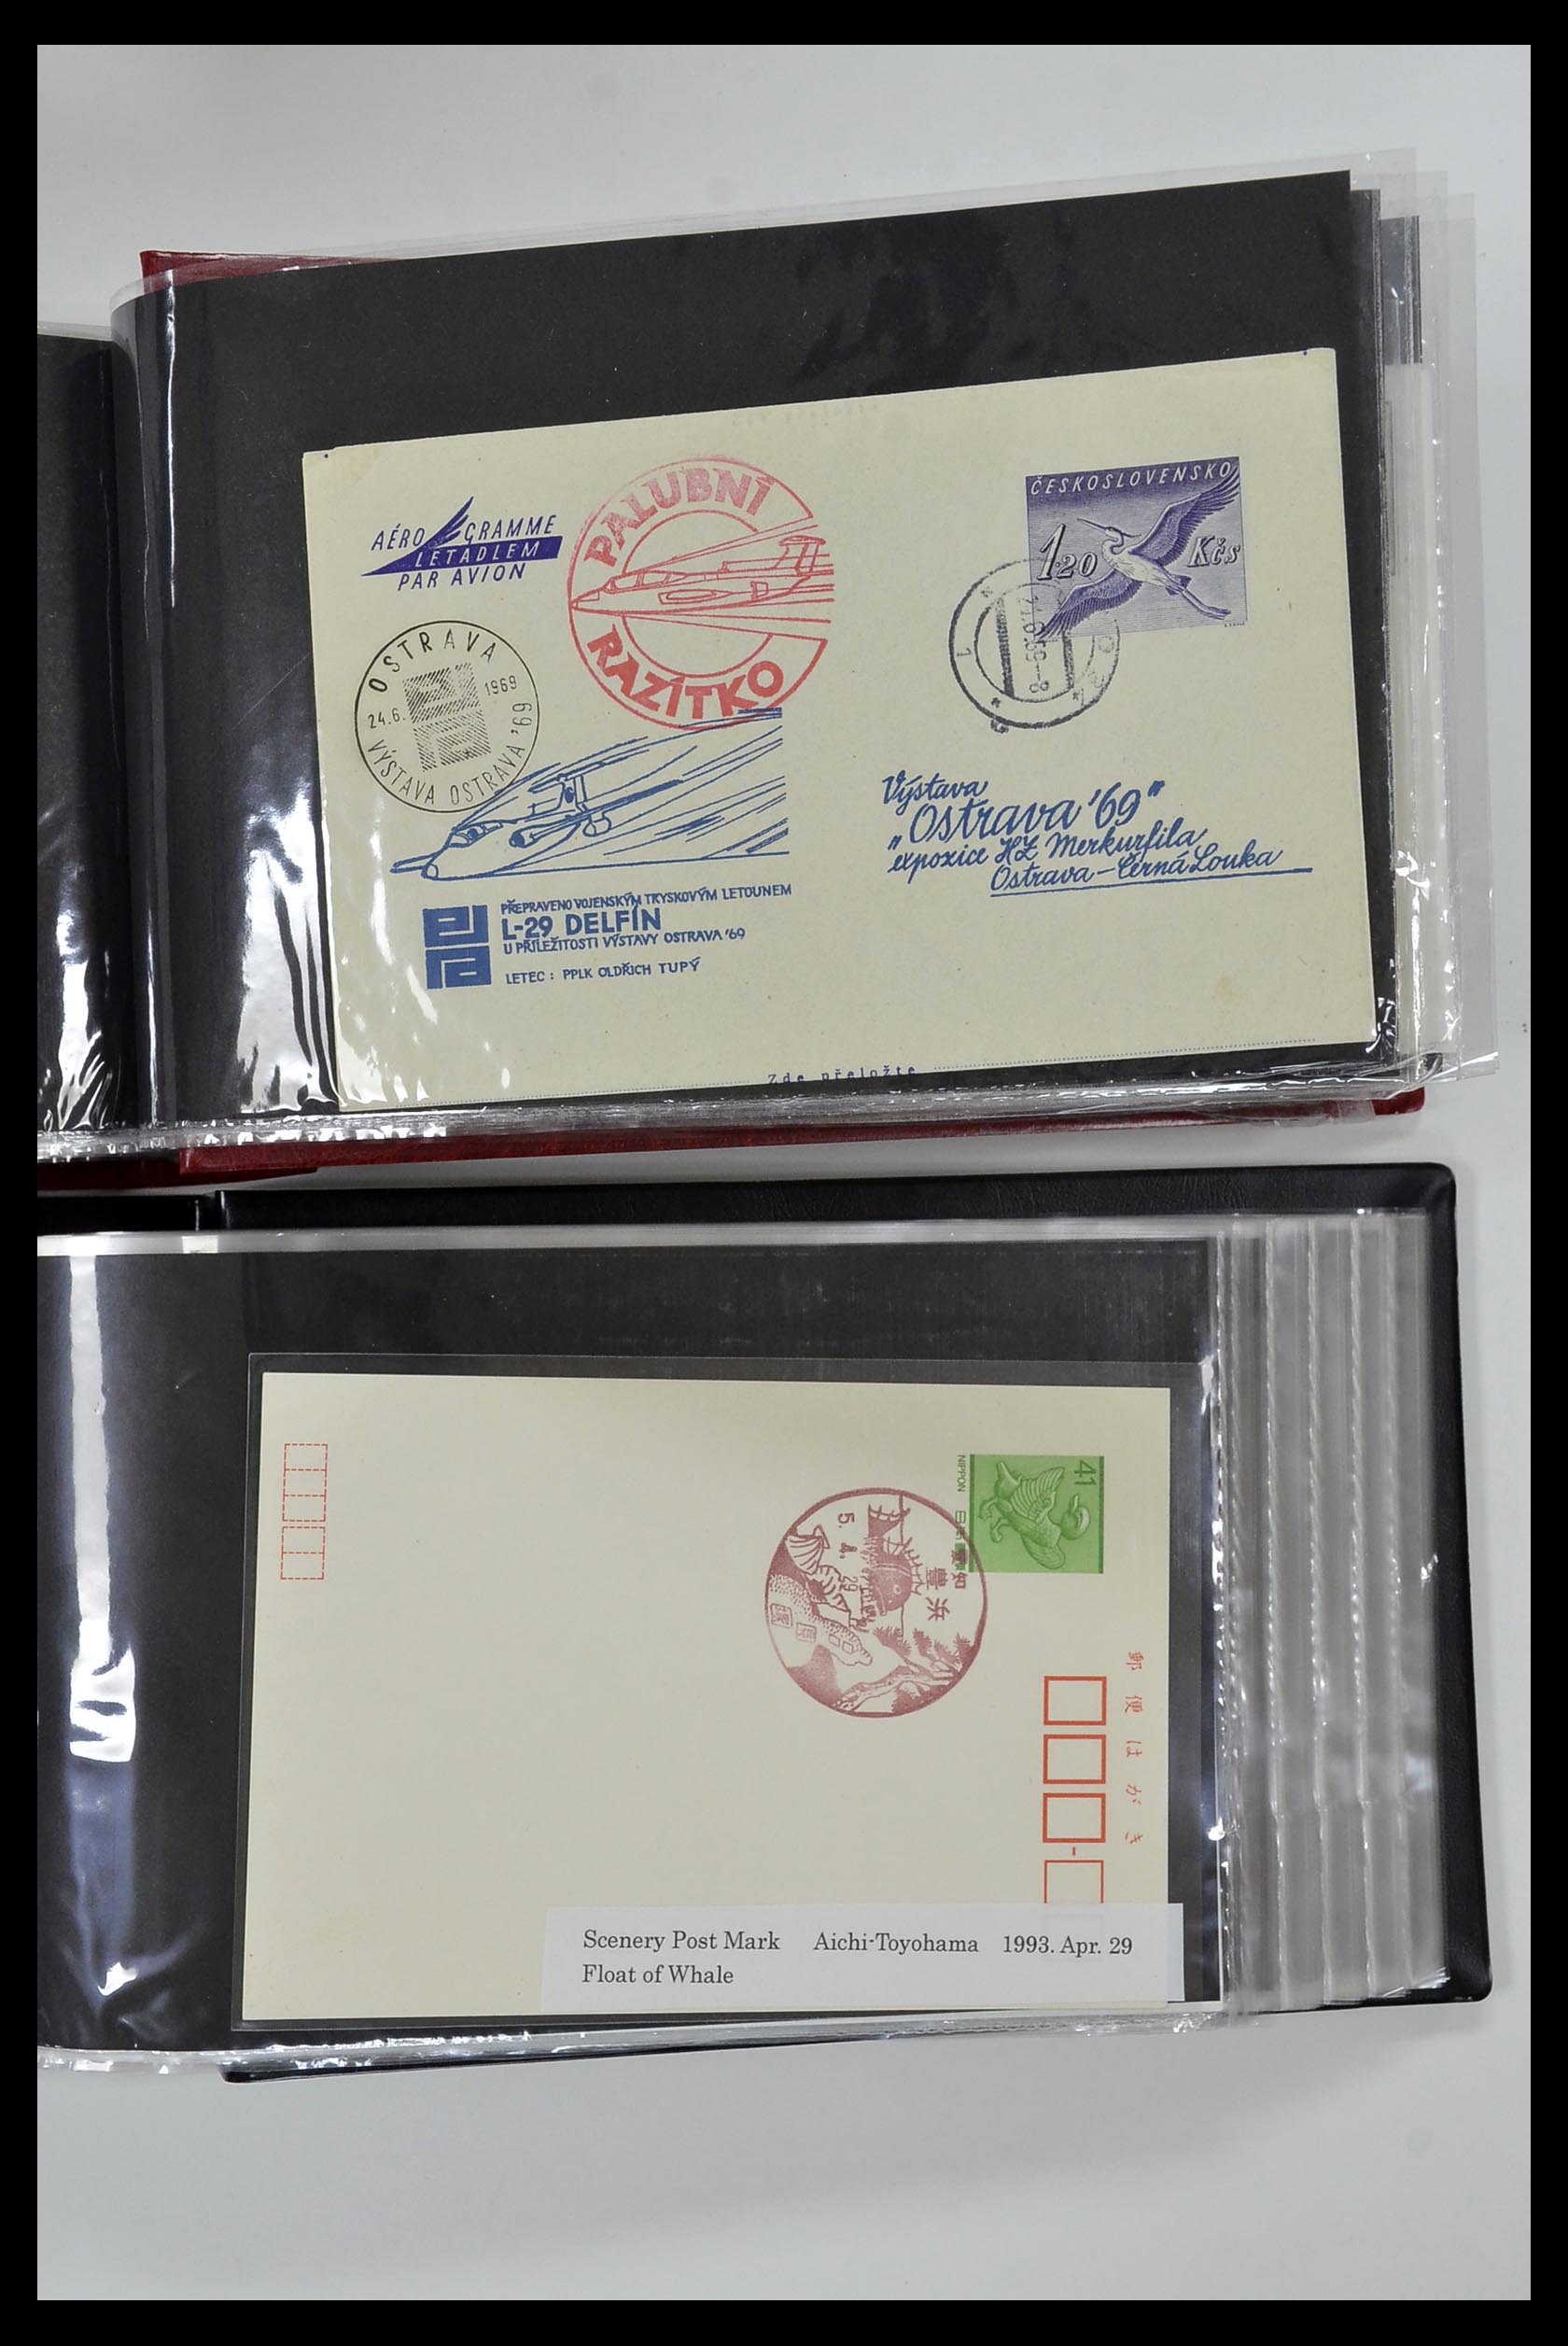 AÉROGRAMME
LETADLEM
PAR AVION
PALUBNÍ
RAZÍTKO
ČESKOSLOVENSKO
1.20 Kčs
OSTRAVA
24.6. 1969
VÝSTAVA OSTRAVA '69
Výstava
„Ostrava '69"
expozice HZ Merkurfila
Ostrava – Černá Louka
PŘEPRAVENO VOJENSKÝM TRYSKOVÝM LETOUNEM
L-29 DELFÍN
U PŘÍLEŽITOSTI VÝSTAVY OSTRAVA '69
LETEC: PPLK OLDŘICH TUPÝ
Zde přeložte
41
NIPPON
愛知
豊浜
5. 4. 29
郵便はがき
Scenery Post Mark Aichi-Toyohama 1993. Apr. 29
Float of Whale